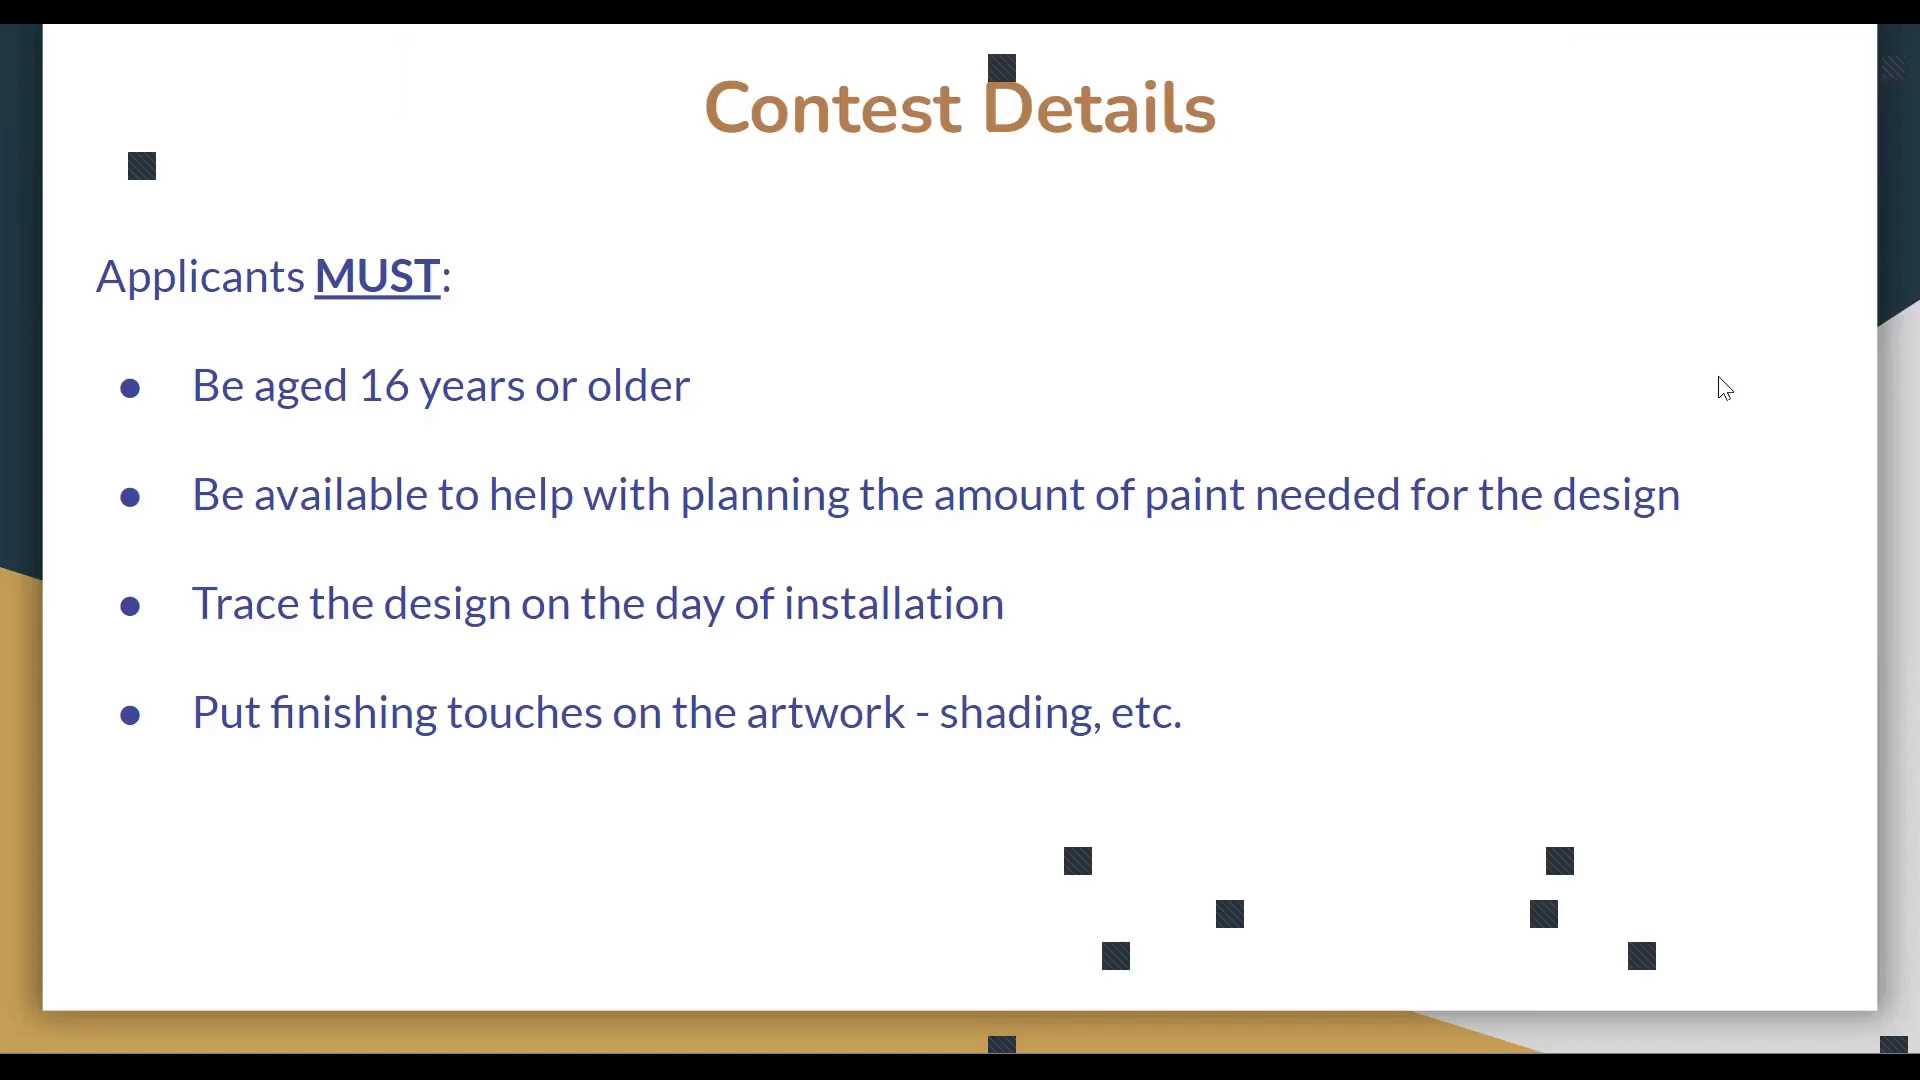 Contest Details
Applicants MUST:
● Be aged 16 years or older
● Be available to help with planning the amount of paint needed for the design
● Trace the design on the day of installation
● Put finishing touches on the artwork - shading, etc.